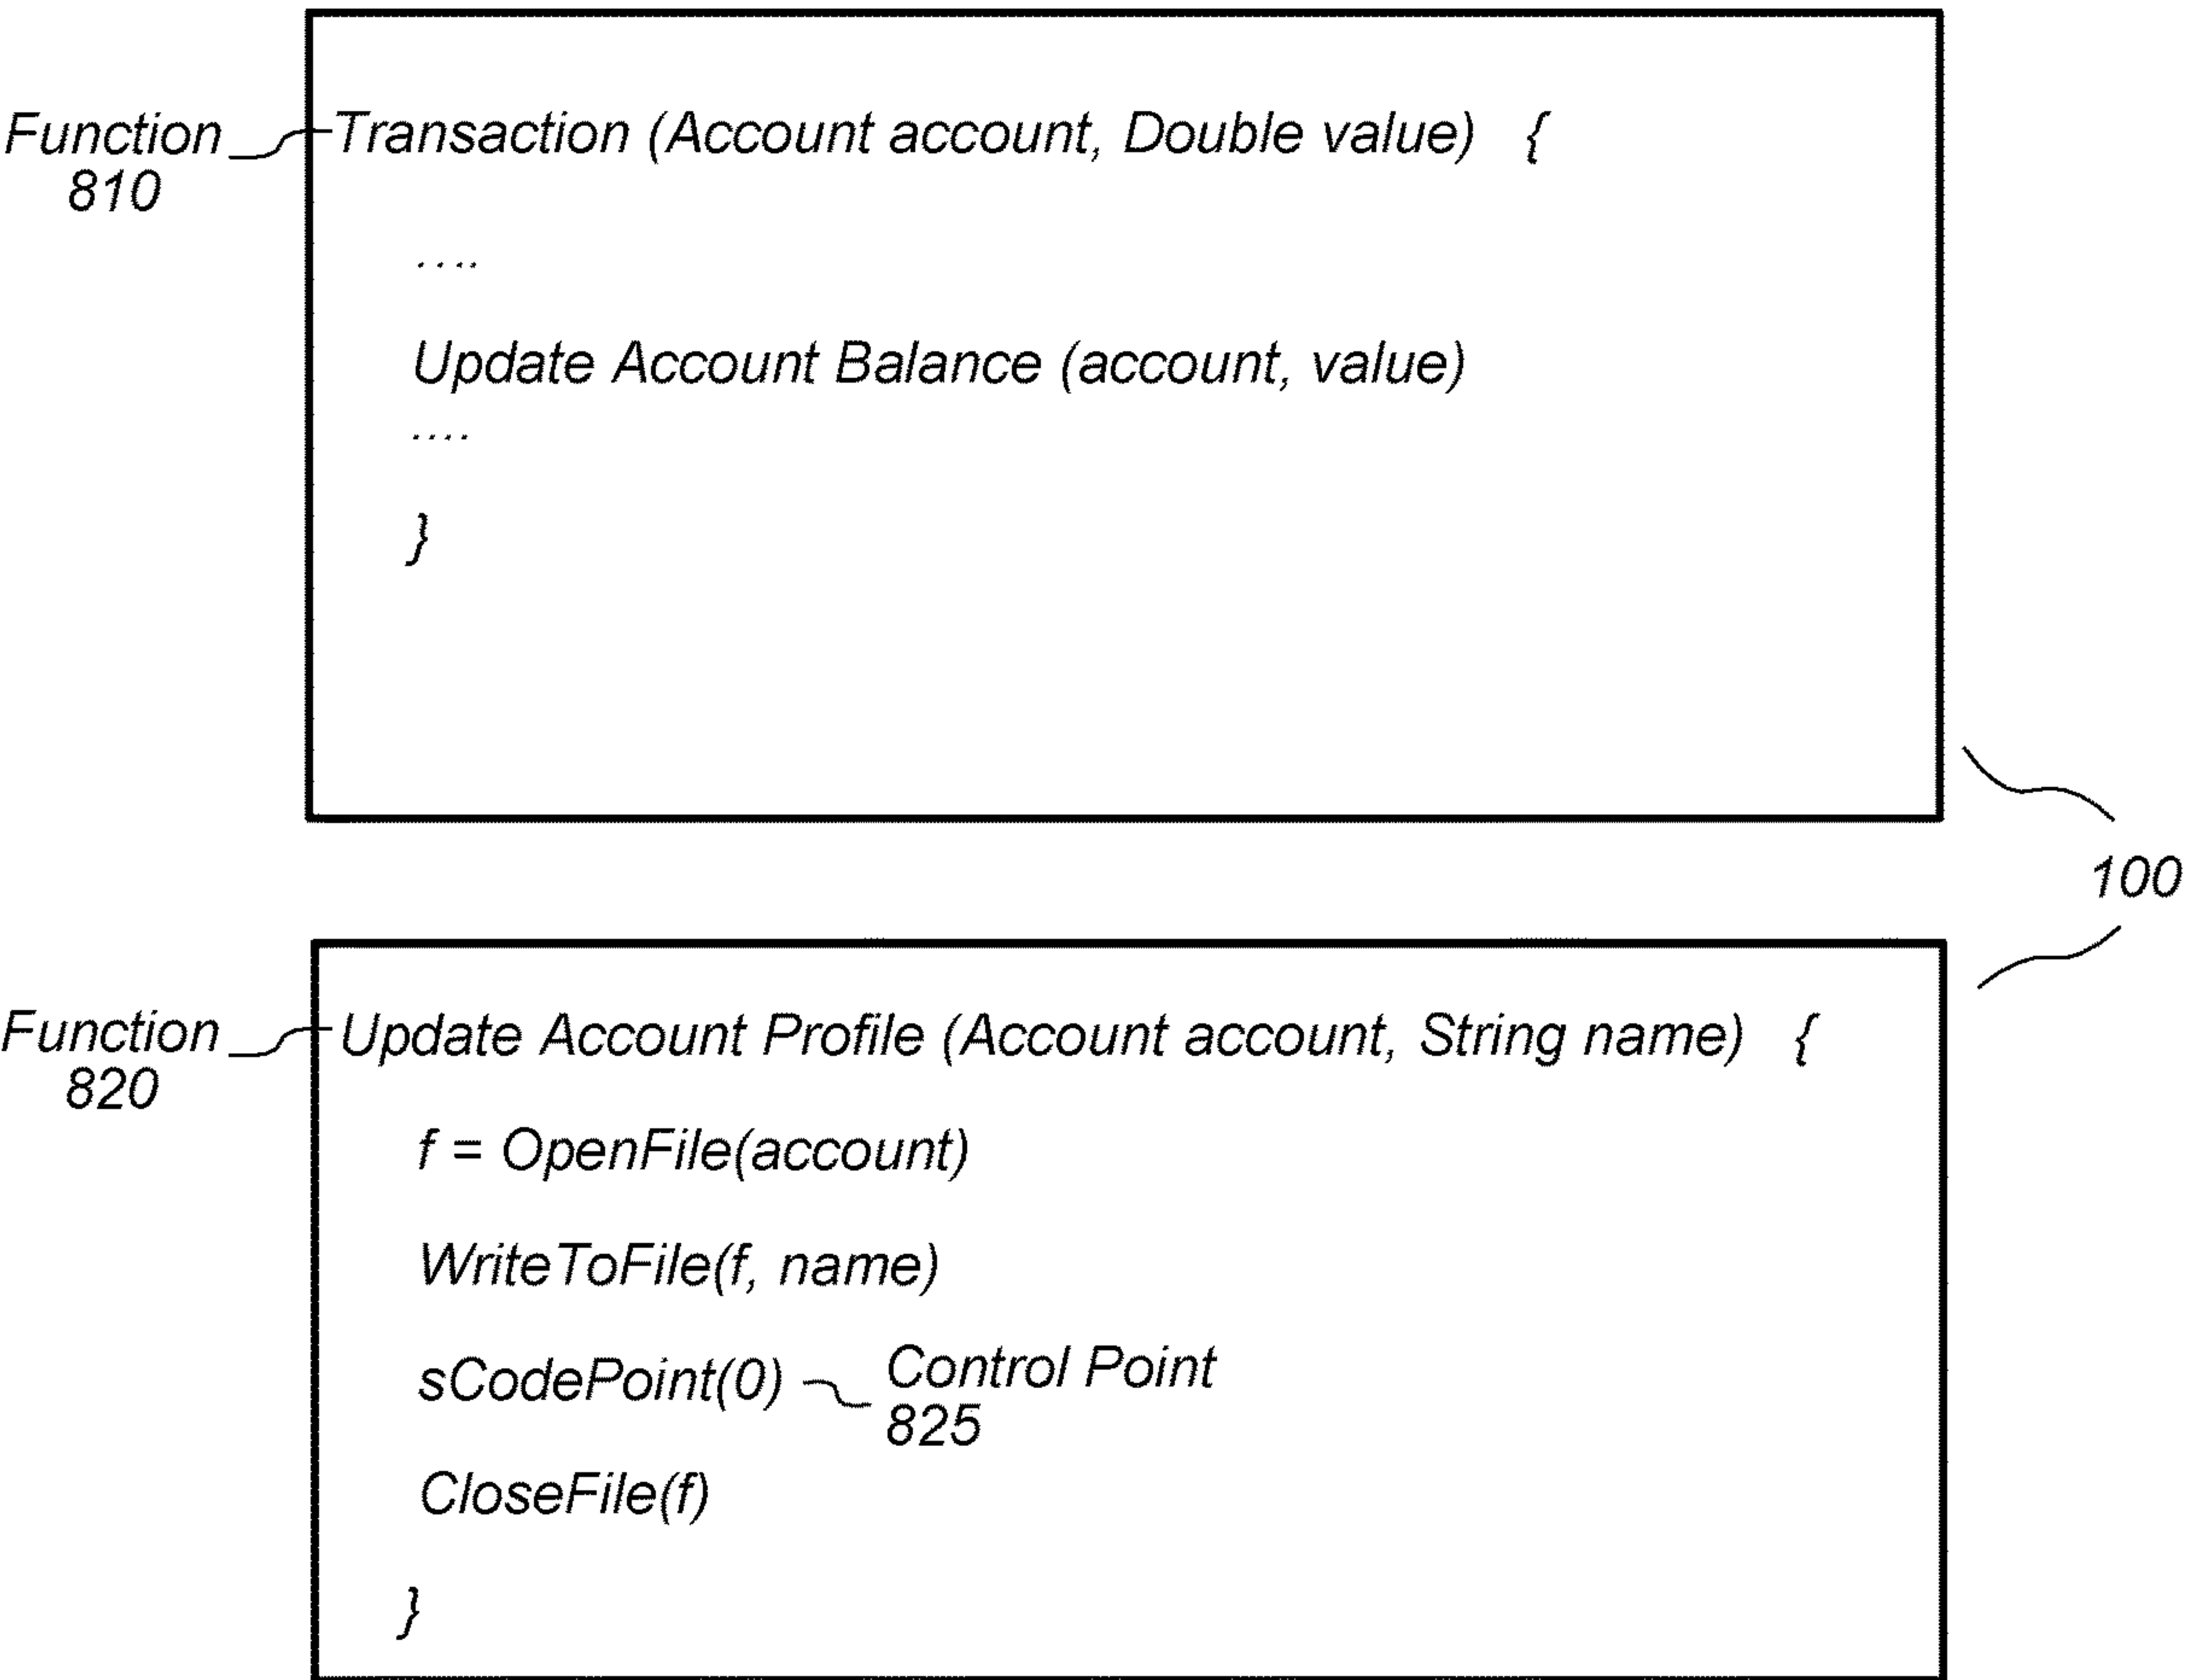 Function
810
Transaction (Account account, Double value) {
....
Update Account Balance (account, value)
....
}
100
Function
820
Update Account Profile (Account account, String name) {
f = OpenFile(account)
WriteToFile(f, name)
sCodePoint(0)
Control Point
825
CloseFile(f)
}